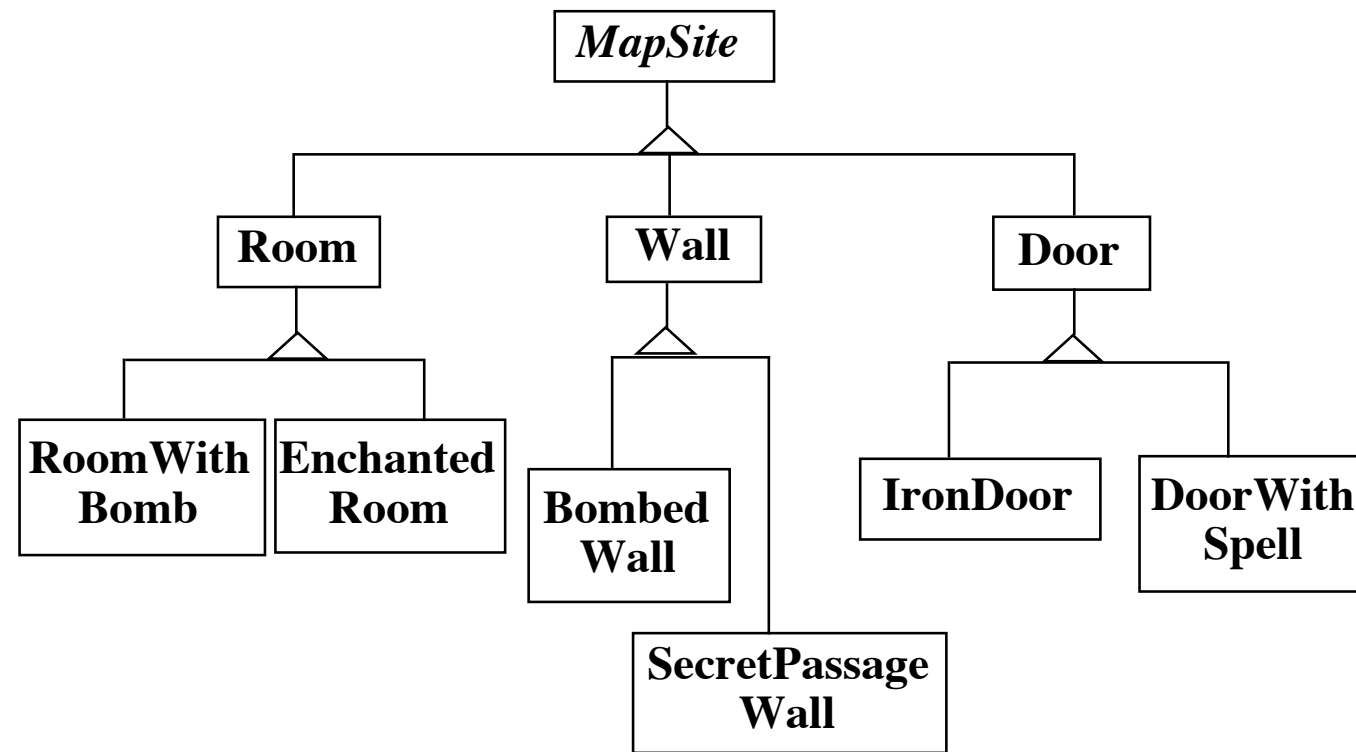 MapSite
Room
Wall
Door
RoomWith
Bomb
Enchanted
Room
Bombed
Wall
IronDoor
DoorWith
Spell
SecretPassage
Wall